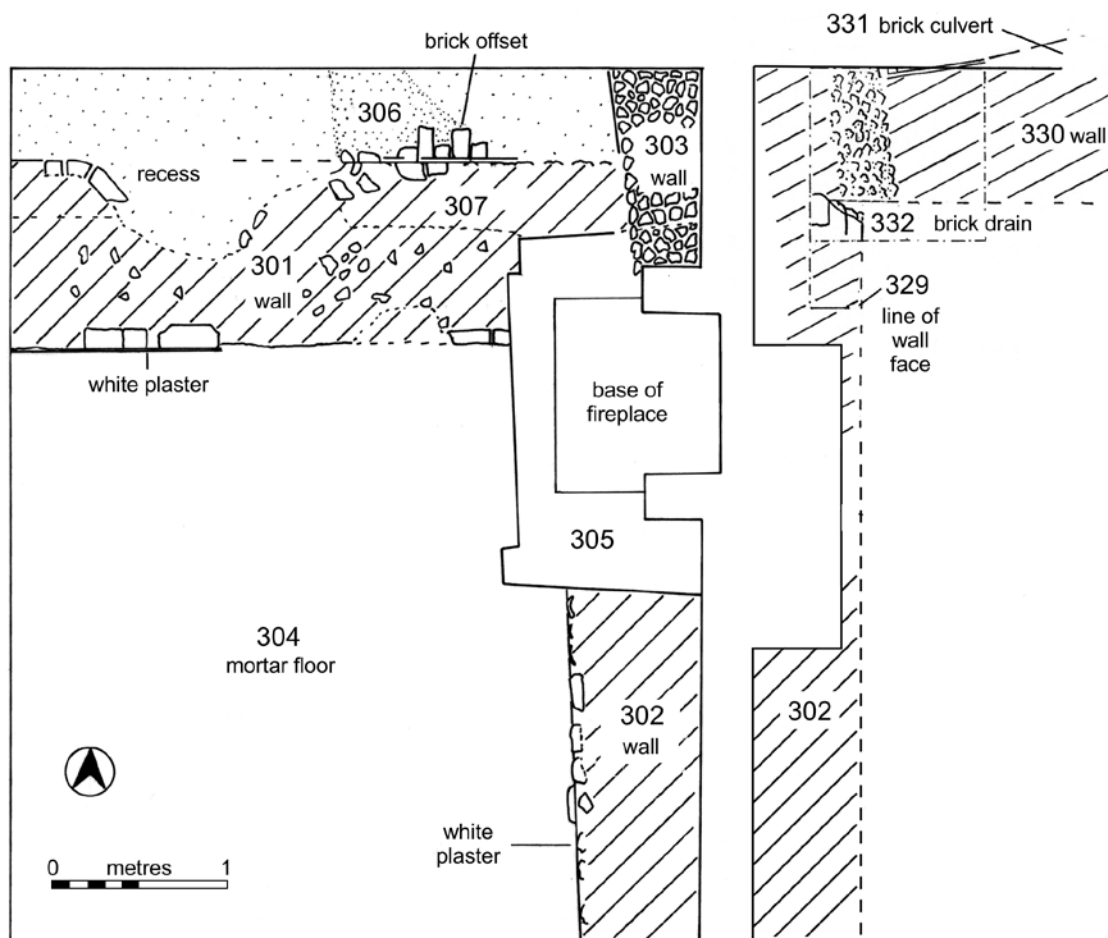 331 brick culvert
brick offset
306
303
wall
330 wall
recess
307
332 brick drain
301
wall
329
line of
wall
face
white plaster
base of
fireplace
305
304
mortar floor
302
wall
302
white
plaster
0 metres 1